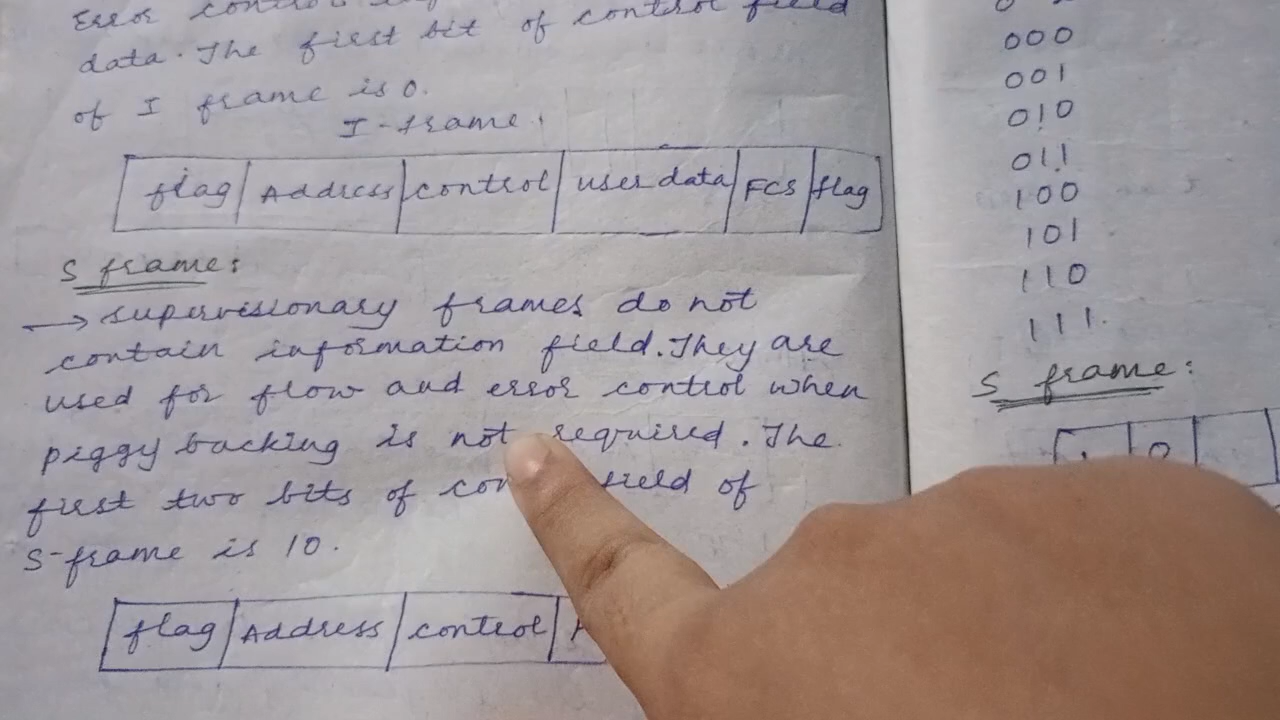 Error
data. The first bit of control field
of I frame is 0.
I-frame.
flag Address control user data FCS flag
S frame:
→ supervisionary frames do not
contain information field. They are
used for flow and error control when
piggy backing is not required. The
first two bits of field of
S-frame is 10.
flag Address control
000
001
010
011
100
101
110
111.
S frame: